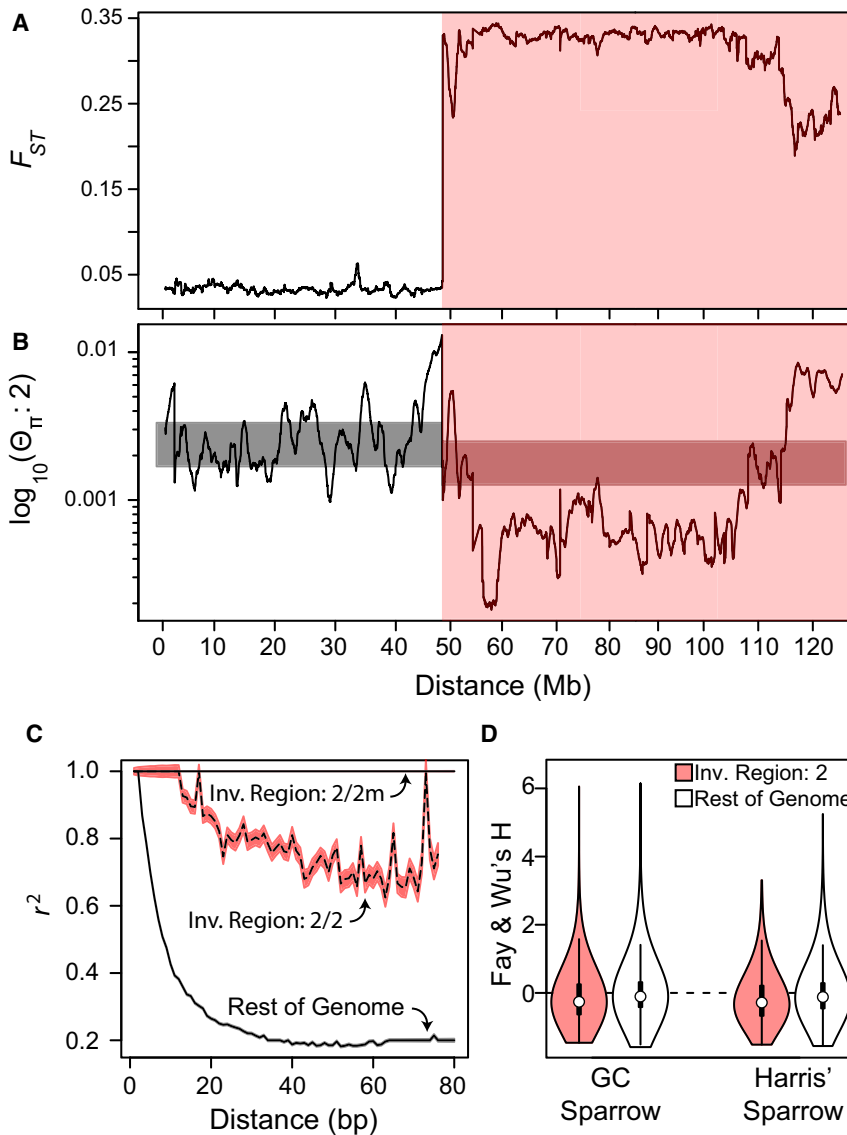 A
0.35
0.25
0.15
0.05
F_ST
B
0.01
0.001
log₁₀(Θ_π : 2)
0 10 20 30 40 50 60 70 80 90 100 110 120
Distance (Mb)
C
1.0
0.8
0.6
0.4
0.2
r²
Inv. Region: 2/2m
Inv. Region: 2/2
Rest of Genome
0 20 40 60 80
Distance (bp)
D
Inv. Region: 2
Rest of Genome
6
4
2
0
Fay & Wu's H
GC
Sparrow
Harris'
Sparrow